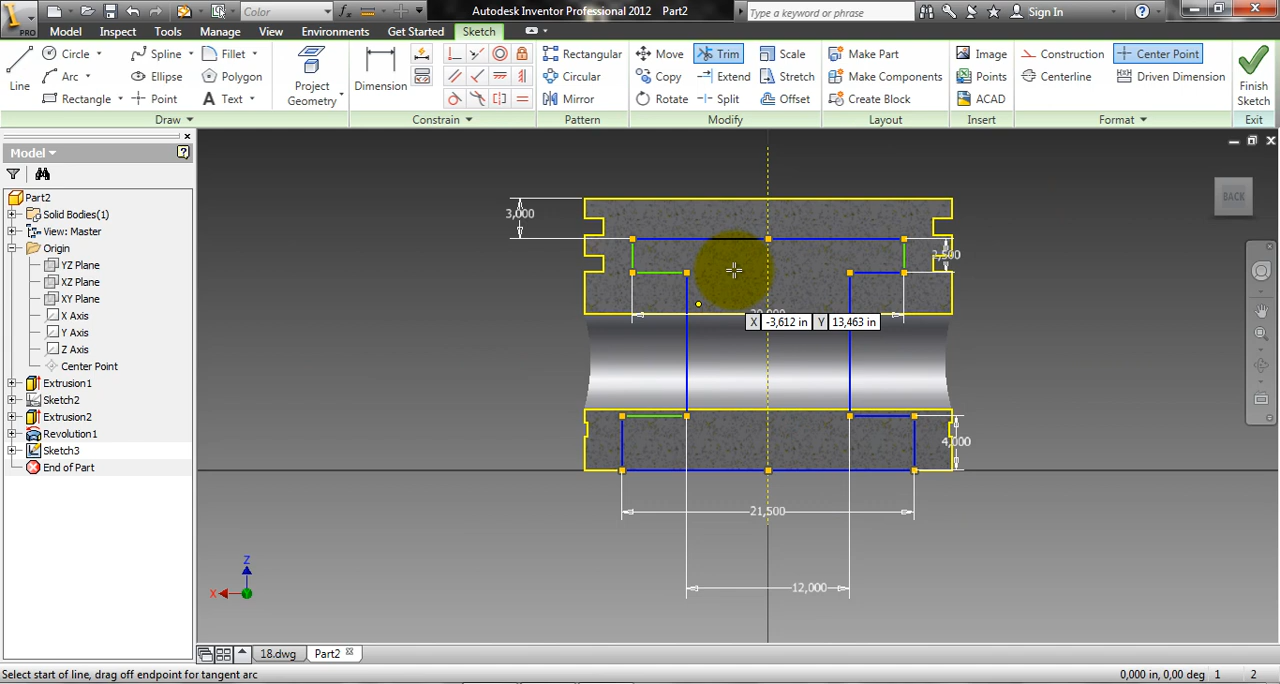 PRO
Color
Autodesk Inventor Professional 2012 Part2
Type a keyword or phrase
Sign In
Model Inspect Tools Manage View Environments Get Started Sketch
Line
Circle
Arc
Rectangle
Spline
Ellipse
Point
Fillet
Polygon
Text
Project
Geometry
Dimension
Rectangular
Circular
Mirror
Move
Copy
Rotate
Trim
Extend
Split
Scale
Stretch
Offset
Make Part
Make Components
Create Block
Image
Points
ACAD
Construction
Centerline
Center Point
Driven Dimension
Finish
Sketch
Draw
Constrain
Pattern
Modify
Layout
Insert
Format
Exit
Model
Part2
Solid Bodies(1)
View: Master
Origin
YZ Plane
XZ Plane
XY Plane
X Axis
Y Axis
Z Axis
Center Point
Extrusion1
Sketch2
Extrusion2
Revolution1
Sketch3
End of Part
BACK
3,000
2,500
X -3,612 in Y 13,463 in
4,000
21,500
12,000
Z
X
18.dwg
Part2
Select start of line, drag off endpoint for tangent arc
0,000 in, 0,00 deg 1 2